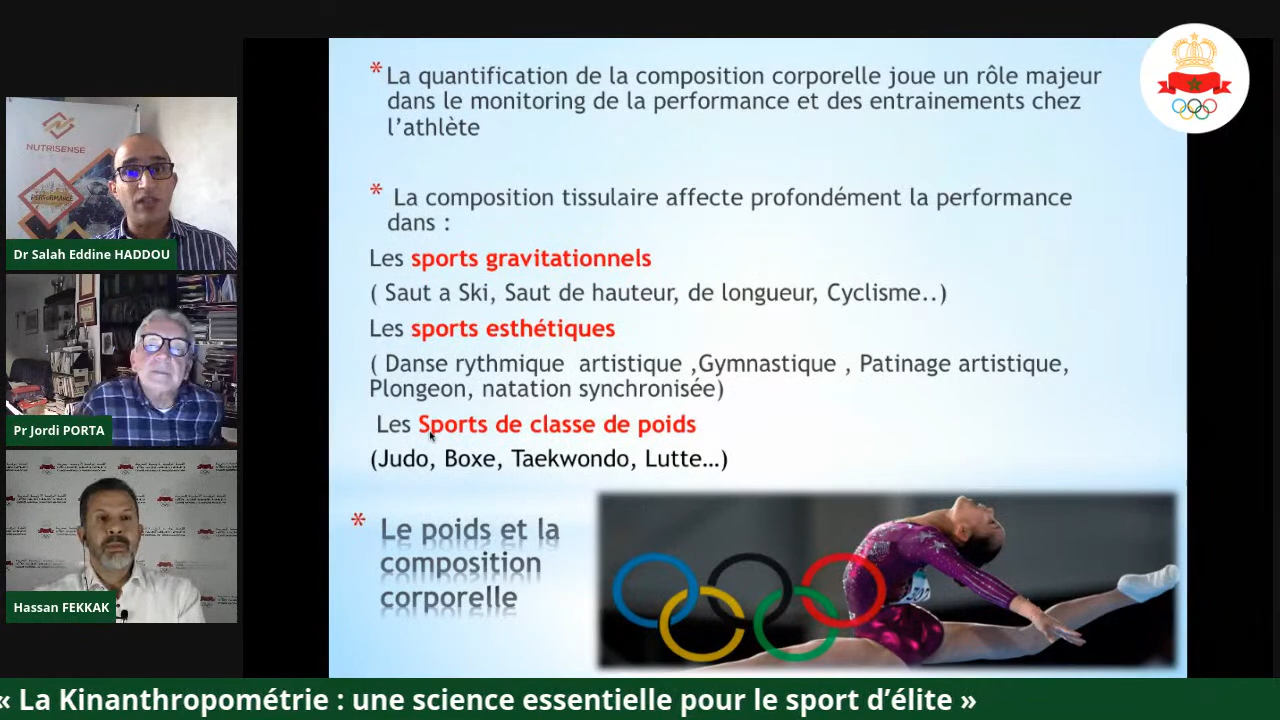 * La quantification de la composition corporelle joue un rôle majeur
dans le monitoring de la performance et des entrainements chez
l’athlète
* La composition tissulaire affecte profondément la performance
dans :
Les sports gravitationnels
( Saut a Ski, Saut de hauteur, de longueur, Cyclisme..)
Les sports esthétiques
( Danse rythmique artistique ,Gymnastique , Patinage artistique,
Plongeon, natation synchronisée)
Les Sports de classe de poids
(Judo, Boxe, Taekwondo, Lutte…)
* Le poids et la
composition
corporelle
NUTRISENSE
PERFORMANCE
Dr Salah Eddine HADDOU
Pr Jordi PORTA
Hassan FEKKAK
« La Kinanthropométrie : une science essentielle pour le sport d’élite »